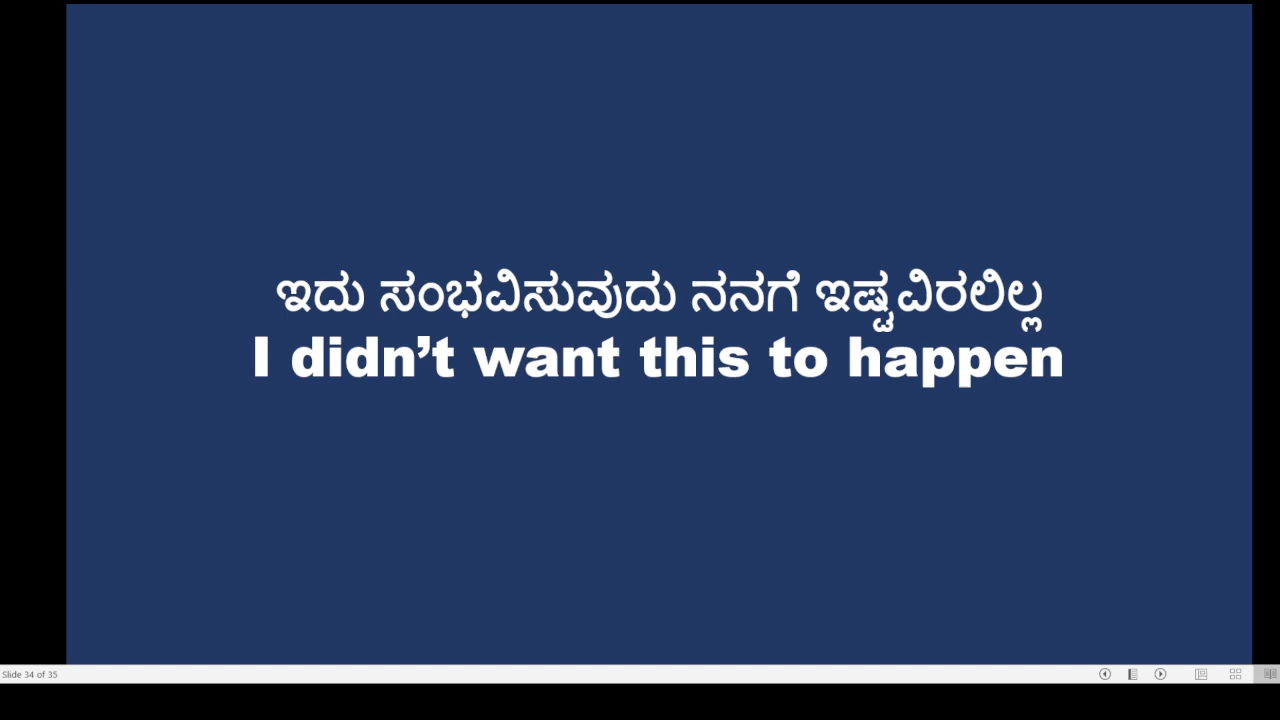 ಇದು ಸಂಭವಿಸುವುದು ನನಗೆ ಇಷ್ಟವಿರಲಿಲ್ಲ
I didn’t want this to happen
Slide 34 of 35